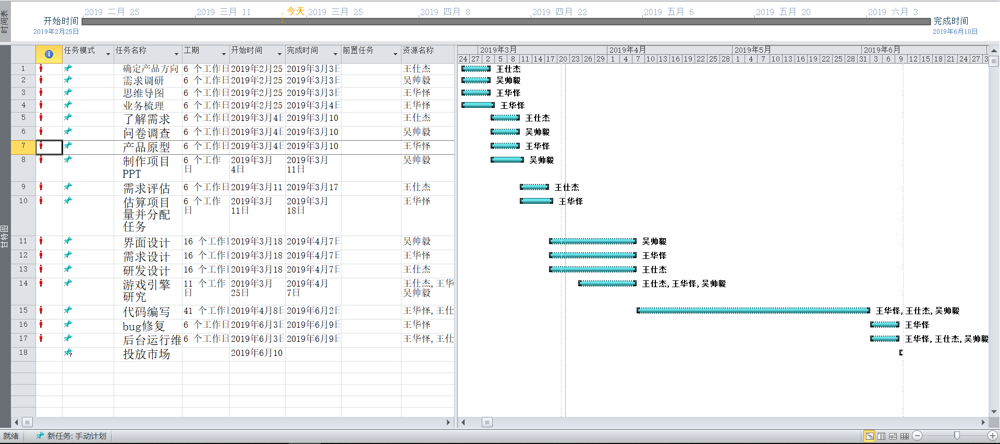 时间表
2019 二月 25
2019 三月 11
今天
2019 三月 25
2019 四月 8
2019 四月 22
2019 五月 6
2019 五月 20
2019 六月 3
开始时间
2019年2月25日
完成时间
2019年6月10日
甘特图
任务模式 任务名称 工期 开始时间 完成时间 前置任务 资源名称
2019年3月 2019年4月 2019年5月 2019年6月
24 27 2 5 8 11 14 17 20 23 26 29 1 4 7 10 13 16 19 22 25 28 1 4 7 10 13 16 19 22 25 28 31 3 6 9 12 15 18 21 24 27 3
1 确定产品方向 6 个工作日 2019年2月25 2019年3月3日 王仕杰 王仕杰
2 需求调研 6 个工作日 2019年2月25 2019年3月3日 吴帅毅 吴帅毅
3 思维导图 6 个工作日 2019年2月25 2019年3月3日 王华怿 王华怿
4 业务梳理 6 个工作日 2019年2月25 2019年3月4日 王华怿 王华怿
5 了解需求 6 个工作日 2019年3月4日 2019年3月10 王仕杰 王仕杰
6 问卷调查 6 个工作日 2019年3月4日 2019年3月10 吴帅毅 吴帅毅
7 产品原型 6 个工作日 2019年3月4日 2019年3月10 王华怿 王华怿
8 制作项目 6 个工作 2019年3月 2019年3月 吴帅毅 吴帅毅
PPT 日 4日 11日
9 需求评估 6 个工作日 2019年3月11 2019年3月17 王仕杰 王仕杰
10 估算项目 6 个工作 2019年3月 2019年3月 王华怿 王华怿
量并分配 日 11日 18日
任务
11 界面设计 16 个工作日 2019年3月18 2019年4月7日 吴帅毅 吴帅毅
12 需求设计 16 个工作日 2019年3月18 2019年4月7日 王华怿 王华怿
13 研发设计 16 个工作日 2019年3月18 2019年4月7日 王仕杰 王仕杰
14 游戏引擎 11 个工作 2019年3月 2019年4月 王仕杰,王华 王仕杰,王华怿,吴帅毅
研究 日 25日 7日 吴帅毅
15 代码编写 41 个工作日 2019年4月8日 2019年6月2日 王华怿,王仕 王华怿,王仕杰,吴帅毅
16 bug修复 6 个工作日 2019年6月3日 2019年6月9日 王华怿 王华怿
17 后台运行维 6 个工作日 2019年6月3日 2019年6月9日 王华怿,王仕 王华怿,王仕杰,吴帅毅
18 投放市场 2019年6月10
就绪 新任务: 手动计划